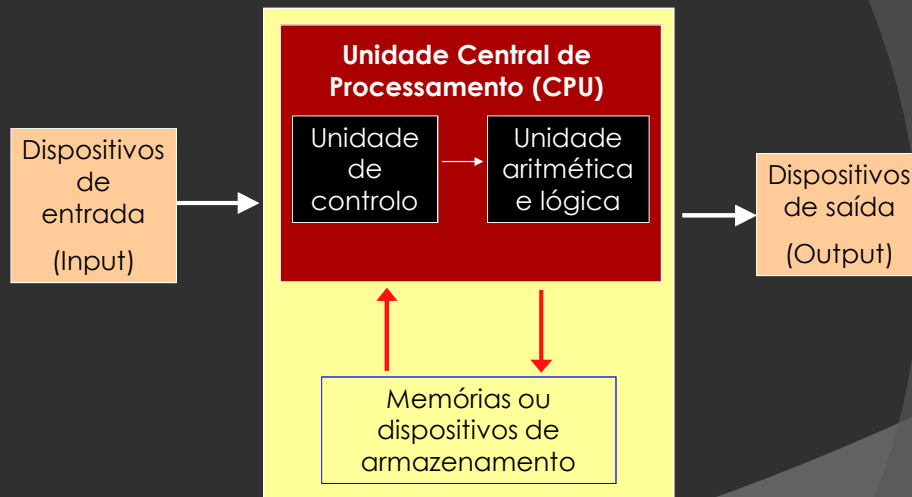 Unidade Central de
Processamento (CPU)
Unidade
de
controlo
Unidade
aritmética
e lógica
Dispositivos
de
entrada
(Input)
Dispositivos
de saída
(Output)
Memórias ou
dispositivos de
armazenamento